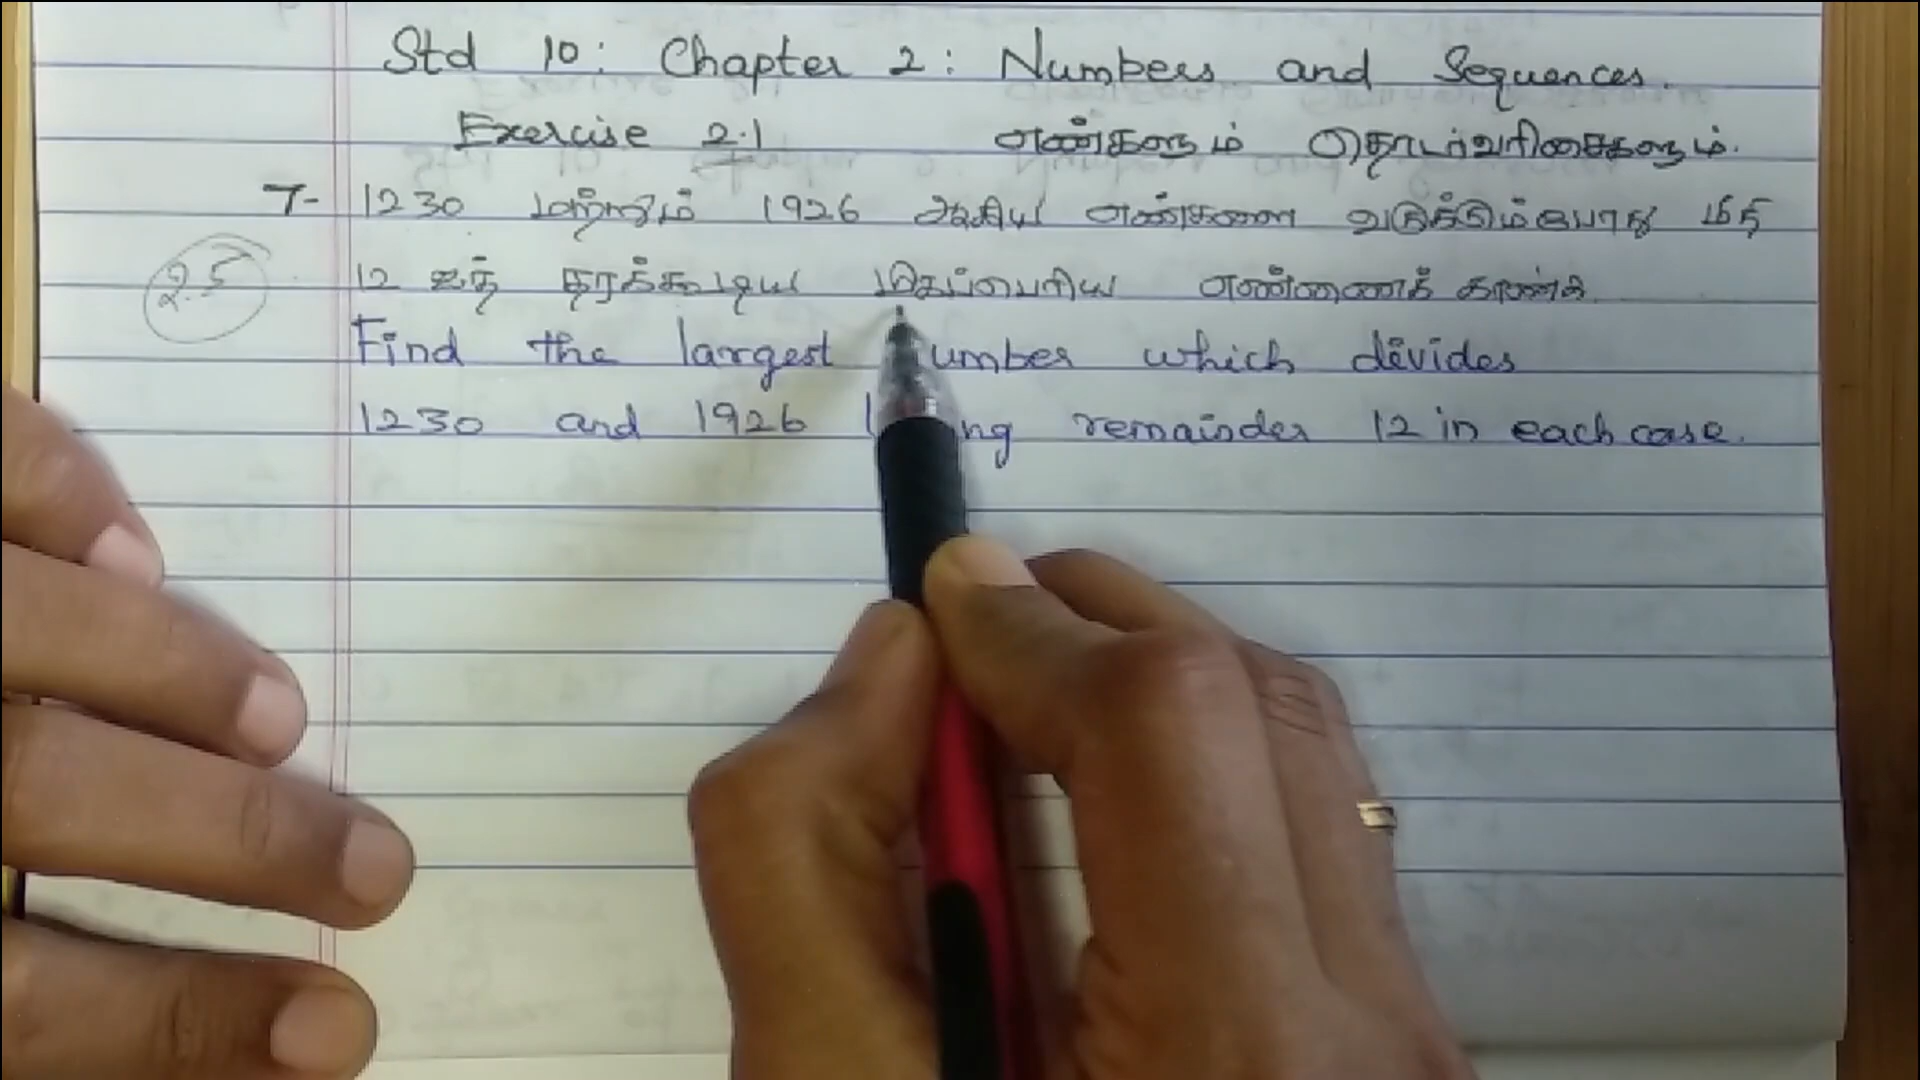 Std 10: Chapter 2: Numbers and Sequences.
Exercise 2.1 எண்களும் தொடர்வரிசைகளும்.
7- 1230 மற்றும் 1926 ஆகிய எண்களை வகுக்கும்போது மீதி
2.5 12 ஐத் தரக்கூடிய மிகப்பெரிய எண்ணைக் காண்க.
Find the largest umber which divides
1230 and 1926 remainder 12 in each case.